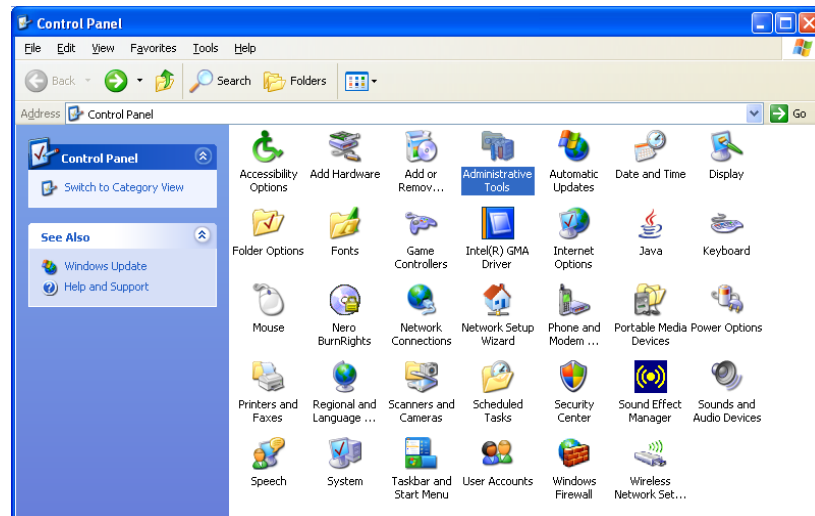 Control Panel
File Edit View Favorites Tools Help
Back Search Folders
Address Control Panel Go
Control Panel
Switch to Category View
See Also
Windows Update
Help and Support
Accessibility Options
Add Hardware
Add or Remov...
Administrative Tools
Automatic Updates
Date and Time
Display
Folder Options
Fonts
Game Controllers
Intel(R) GMA Driver
Internet Options
Java
Keyboard
Mouse
Nero BurnRights
Network Connections
Network Setup Wizard
Phone and Modem ...
Portable Media Devices
Power Options
Printers and Faxes
Regional and Language ...
Scanners and Cameras
Scheduled Tasks
Security Center
Sound Effect Manager
Sounds and Audio Devices
Speech
System
Taskbar and Start Menu
User Accounts
Windows Firewall
Wireless Network Set...